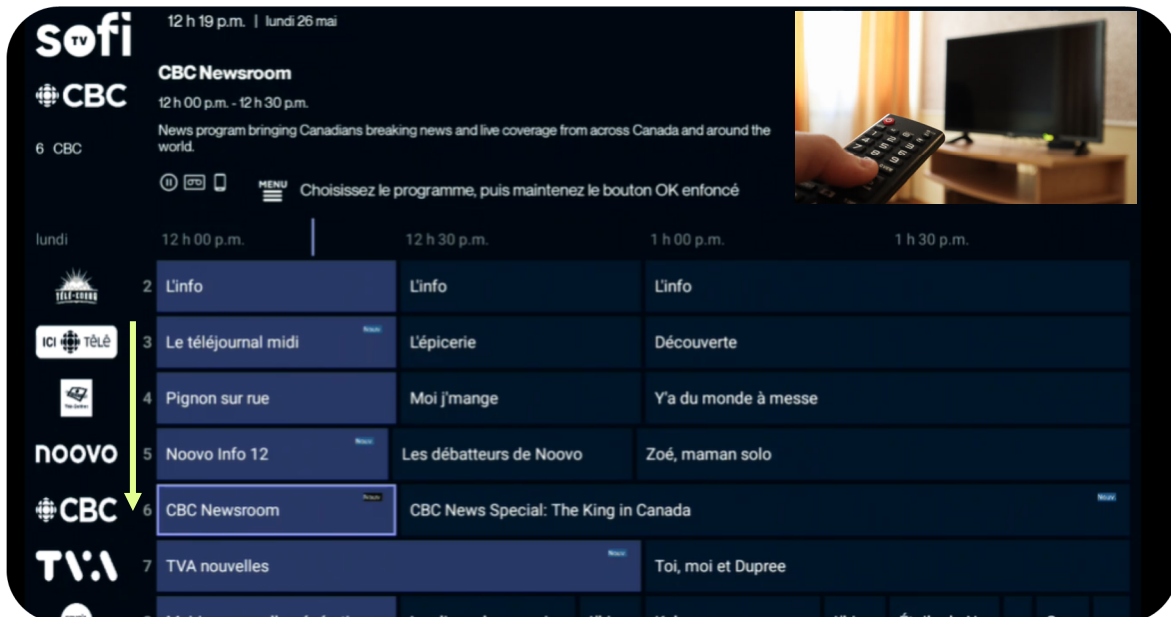 sofi
TV
12 h 19 p.m. | lundi 26 mai
CBC
CBC Newsroom
12 h 00 p.m. - 12 h 30 p.m.
6 CBC
News program bringing Canadians breaking news and live coverage from across Canada and around the
world.
MENU
Choisissez le programme, puis maintenez le bouton OK enfoncé
lundi
12 h 00 p.m.
12 h 30 p.m.
1 h 00 p.m.
1 h 30 p.m.
2 L'info
L'info
L'info
ICI TÉLÉ
3 Le téléjournal midi
Nouv.
L'épicerie
Découverte
4 Pignon sur rue
Moi j'mange
Y'a du monde à messe
noovo
5 Noovo Info 12
Nouv.
Les débatteurs de Noovo
Zoé, maman solo
CBC
6 CBC Newsroom
Nouv.
CBC News Special: The King in Canada
Nouv.
TVA
7 TVA nouvelles
Nouv.
Toi, moi et Dupree